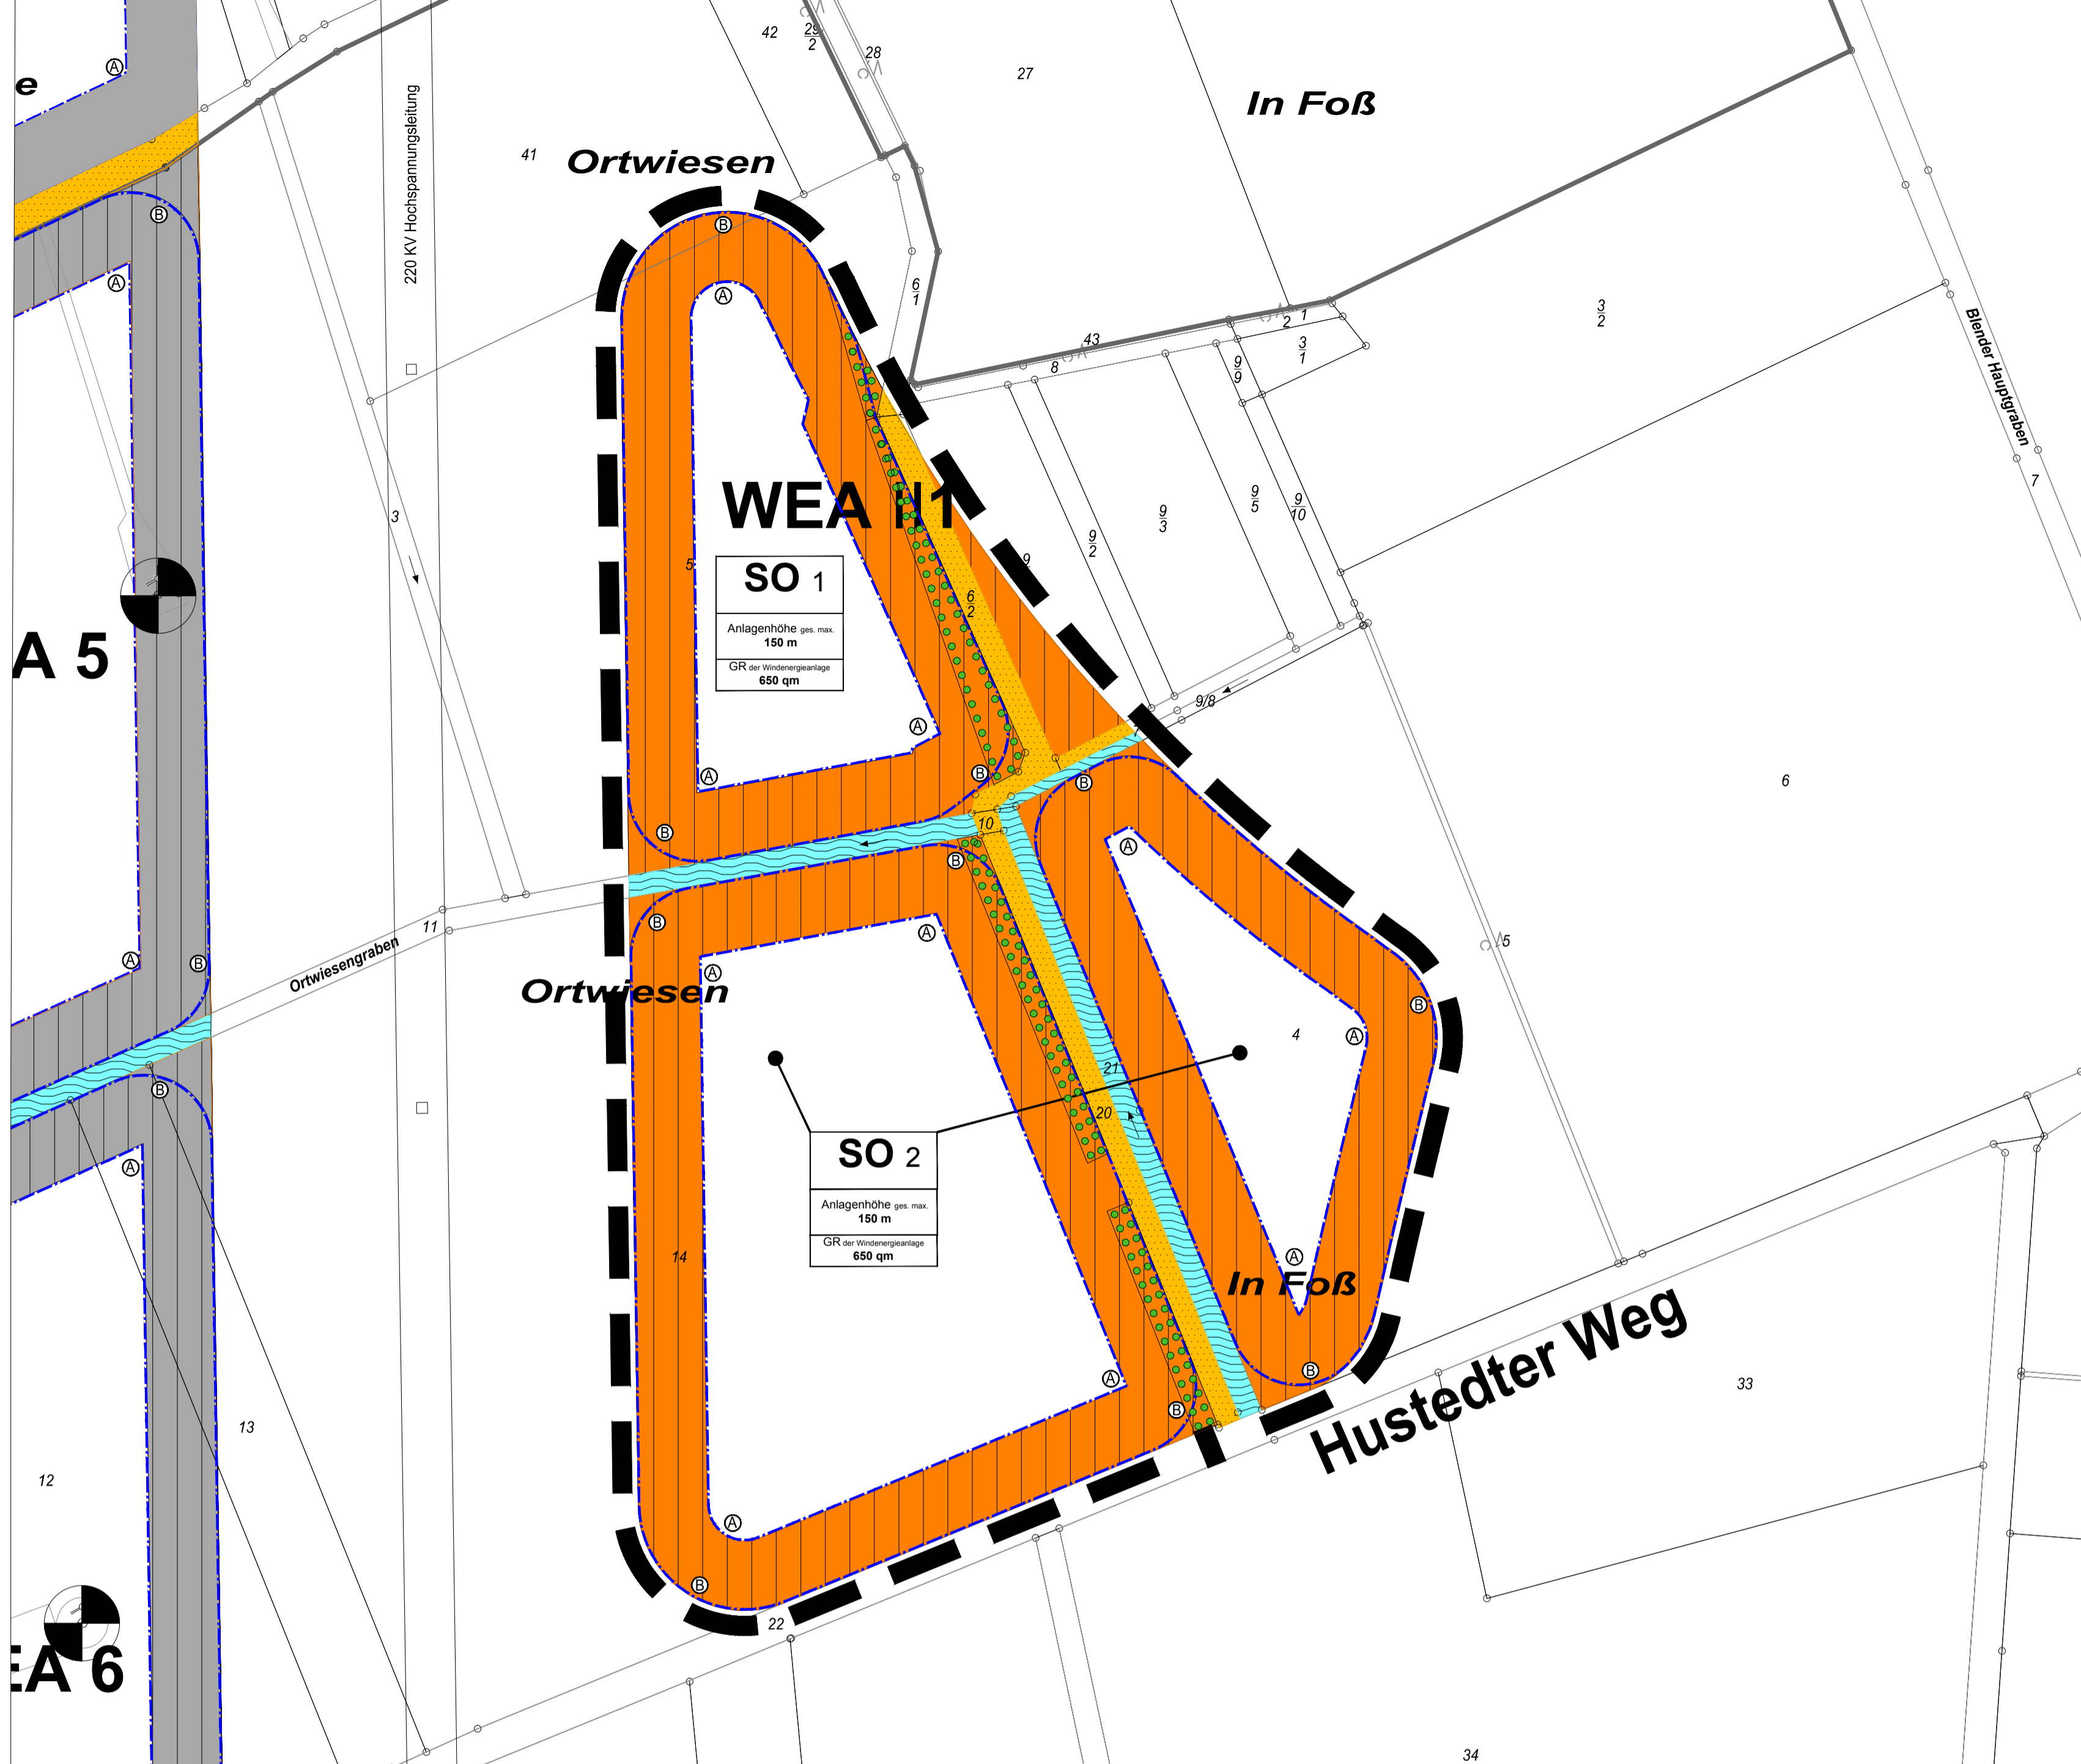 42
29
2
28
27
In Foß
A
e
220 KV Hochspannungsleitung
41
Ortwiesen
B
B
A
A
6
1
43
8
2
1
3
1
3
2
9
9
Blender Hauptgraben
7
WEA II1
3
5
9
9
2
9
3
9
5
9
10
SO 1
Anlagenhöhe ges. max.
150 m
GR der Windenergieanlage
650 qm
6
2
A 5
9/8
7
A
A
B
B
6
B
10
A
B
11
Ortwiesengraben
B
A
A
A
B
5
Ortwiesen
B
4
A
21
20
B
A
SO 2
Anlagenhöhe ges. max.
150 m
GR der Windenergieanlage
650 qm
14
A
In Foß
Hustedter Weg
B
A
B
33
13
12
A
B
22
EA 6
34